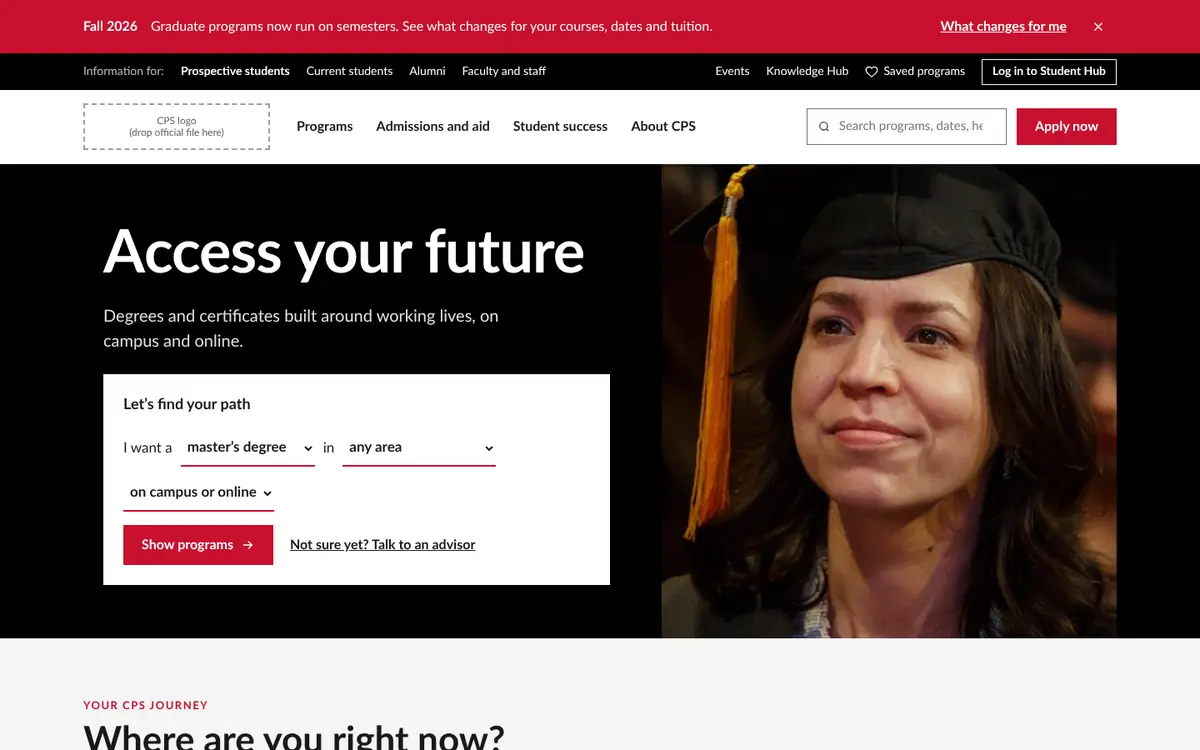 Fall 2026 Graduate programs now run on semesters. See what changes for your courses, dates and tuition. What changes for me ×
Information for: Prospective students Current students Alumni Faculty and staff Events Knowledge Hub Saved programs Log in to Student Hub
CPS logo
(drop official file here)
Programs Admissions and aid Student success About CPS Search programs, dates, he Apply now
Access your future
Degrees and certificates built around working lives, on
campus and online.
Let's find your path
I want a master's degree in any area
on campus or online
Show programs → Not sure yet? Talk to an advisor
YOUR CPS JOURNEY
Where are you right now?